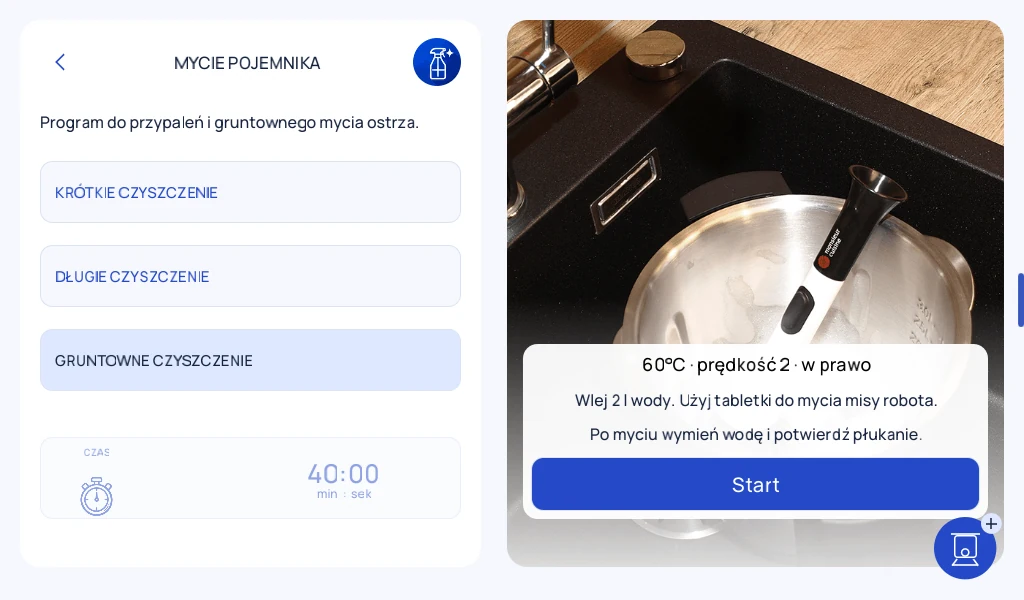 MYCIE POJEMNIKA
Program do przypaleń i gruntownego mycia ostrza.
KRÓTKIE CZYSZCZENIE
DŁUGIE CZYSZCZENIE
GRUNTOWNE CZYSZCZENIE
CZAS
40:00
min : sek
monsieur
cuisine
60°C · prędkość 2 · w prawo
Wlej 2 l wody. Użyj tabletki do mycia misy robota.
Po myciu wymień wodę i potwierdź płukanie.
Start